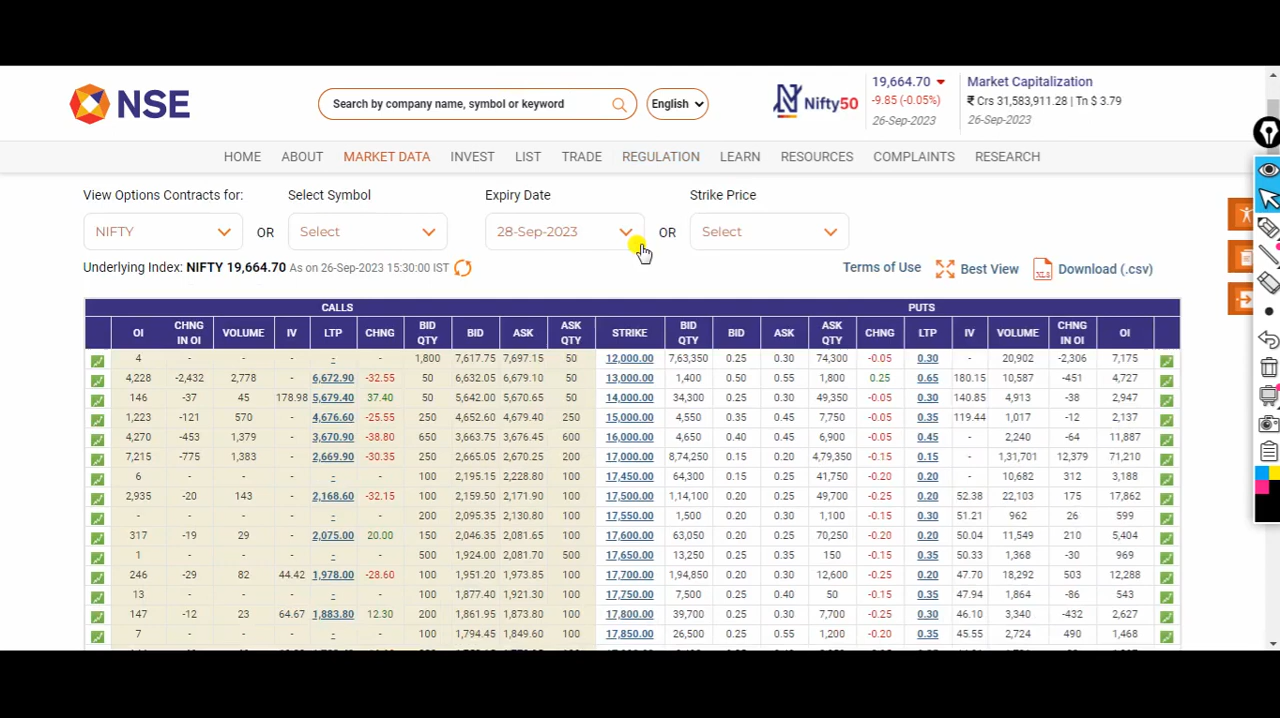 NSE
Search by company name, symbol or keyword
English
Nifty50
19,664.70
-9.85 (-0.05%)
26-Sep-2023
Market Capitalization
₹ Crs 31,583,911.28 | Tn $ 3.79
26-Sep-2023
HOME ABOUT MARKET DATA INVEST LIST TRADE REGULATION LEARN RESOURCES COMPLAINTS RESEARCH
View Options Contracts for: Select Symbol Expiry Date Strike Price
NIFTY OR Select 28-Sep-2023 OR Select
Underlying Index: NIFTY 19,664.70 As on 26-Sep-2023 15:30:00 IST
Terms of Use XLS Best View Download (.csv)
CALLS PUTS
OI CHNG IN OI VOLUME IV LTP CHNG BID QTY BID ASK ASK QTY STRIKE BID QTY BID ASK ASK QTY CHNG LTP IV VOLUME CHNG IN OI OI
4 - - - - - 1,800 7,617.75 7,697.15 50 12,000.00 7,63,350 0.25 0.30 74,300 -0.05 0.30 - 20,902 -2,306 7,175
4,228 -2,432 2,778 - 6,672.90 -32.55 50 6,632.05 6,679.10 50 13,000.00 1,400 0.50 0.55 1,800 0.25 0.65 180.15 10,587 -451 4,727
146 -37 45 178.98 5,679.40 37.40 50 5,642.00 5,670.65 50 14,000.00 34,300 0.25 0.30 49,350 -0.05 0.30 140.85 4,913 -38 2,947
1,223 -121 570 - 4,676.60 -25.55 250 4,652.60 4,679.40 250 15,000.00 4,550 0.35 0.45 7,750 -0.05 0.35 119.44 1,017 -12 2,137
4,270 -453 1,379 - 3,670.90 -38.80 650 3,663.75 3,676.45 600 16,000.00 4,650 0.40 0.45 6,900 -0.05 0.45 - 2,240 -64 11,887
7,215 -775 1,383 - 2,669.90 -30.35 250 2,665.05 2,670.25 200 17,000.00 8,74,250 0.15 0.20 4,79,350 -0.15 0.15 - 1,31,701 12,379 71,210
6 - - - - - 100 2,195.15 2,228.80 100 17,450.00 64,300 0.15 0.25 34,100 -0.25 0.20 - 10,682 312 3,188
2,935 -20 143 - 2,168.60 -32.15 100 2,159.50 2,171.90 100 17,500.00 1,14,100 0.20 0.25 49,700 -0.25 0.20 52.38 22,103 175 17,862
- - - - - - 200 2,095.35 2,130.80 100 17,550.00 1,500 0.20 0.30 1,100 -0.15 0.30 51.21 962 26 599
317 -19 29 - 2,075.00 20.00 150 2,046.35 2,081.65 100 17,600.00 63,050 0.20 0.25 70,250 -0.20 0.20 50.04 11,549 210 5,404
1 - - - - - 500 1,524.00 2,081.70 500 17,650.00 13,250 0.25 0.35 150 -0.15 0.35 50.33 1,368 -30 969
246 -29 82 44.42 1,978.00 -28.60 100 1,951.20 1,973.85 100 17,700.00 1,94,850 0.20 0.30 12,600 -0.25 0.20 47.70 18,292 503 12,288
13 - - - - - 100 1,877.40 1,921.30 100 17,750.00 7,500 0.25 0.40 50 -0.20 0.35 47.94 1,864 -86 543
147 -12 23 64.67 1,883.80 12.30 200 1,861.95 1,873.80 100 17,800.00 39,700 0.25 0.30 7,700 -0.25 0.30 46.10 3,340 -432 2,627
7 - - - - - 100 1,794.45 1,849.60 100 17,850.00 26,500 0.25 0.55 1,200 -0.20 0.35 45.55 2,724 490 1,468